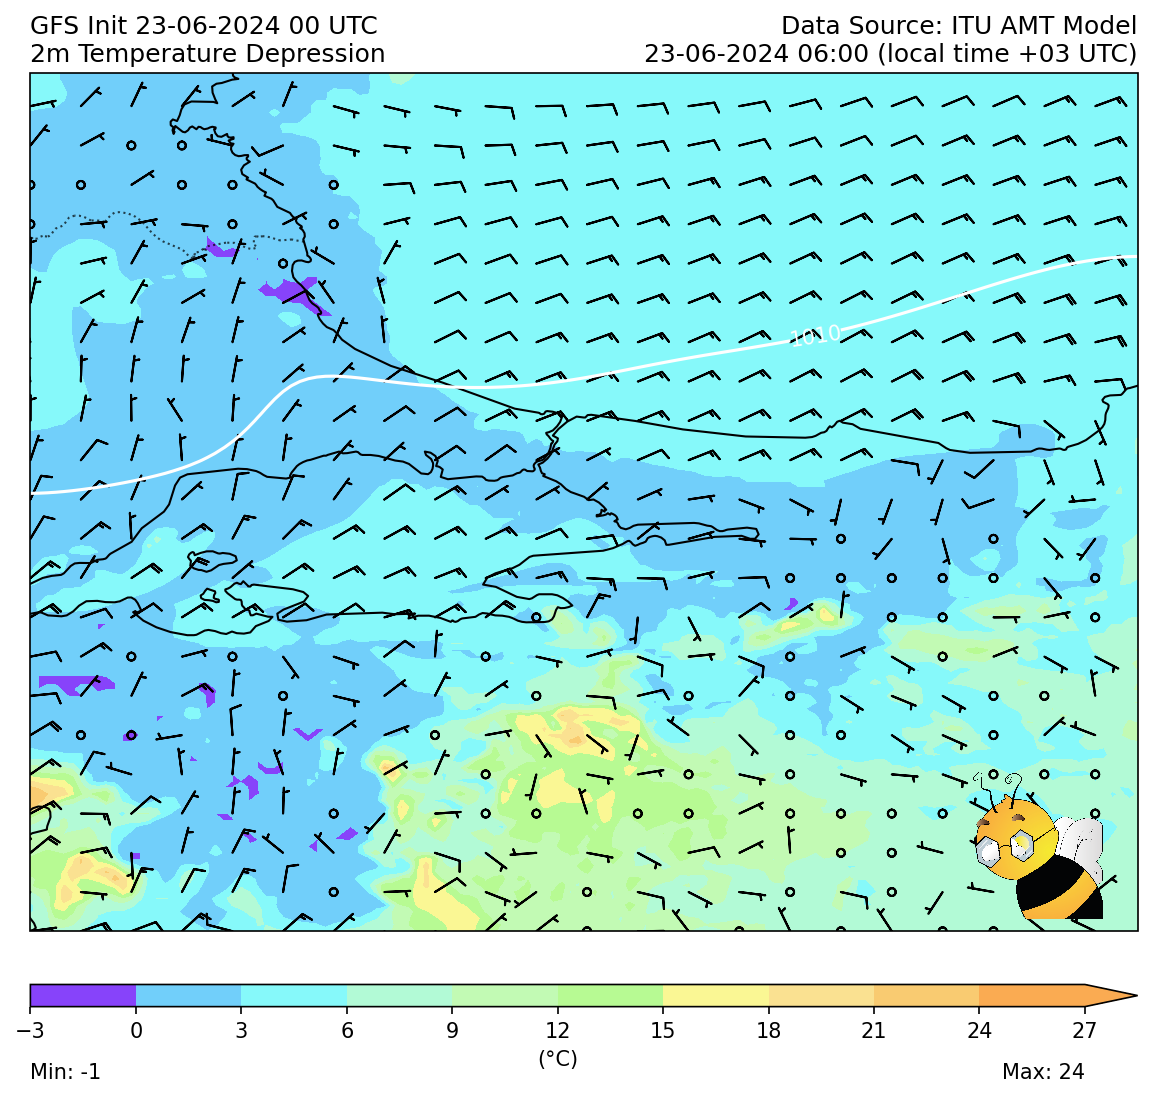 GFS Init 23-06-2024 00 UTC
Data Source: ITU AMT Model
2m Temperature Depression
23-06-2024 06:00 (local time +03 UTC)
1010
−3 0 3 6 9 12 15 18 21 24 27
(°C)
Min: -1
Max: 24